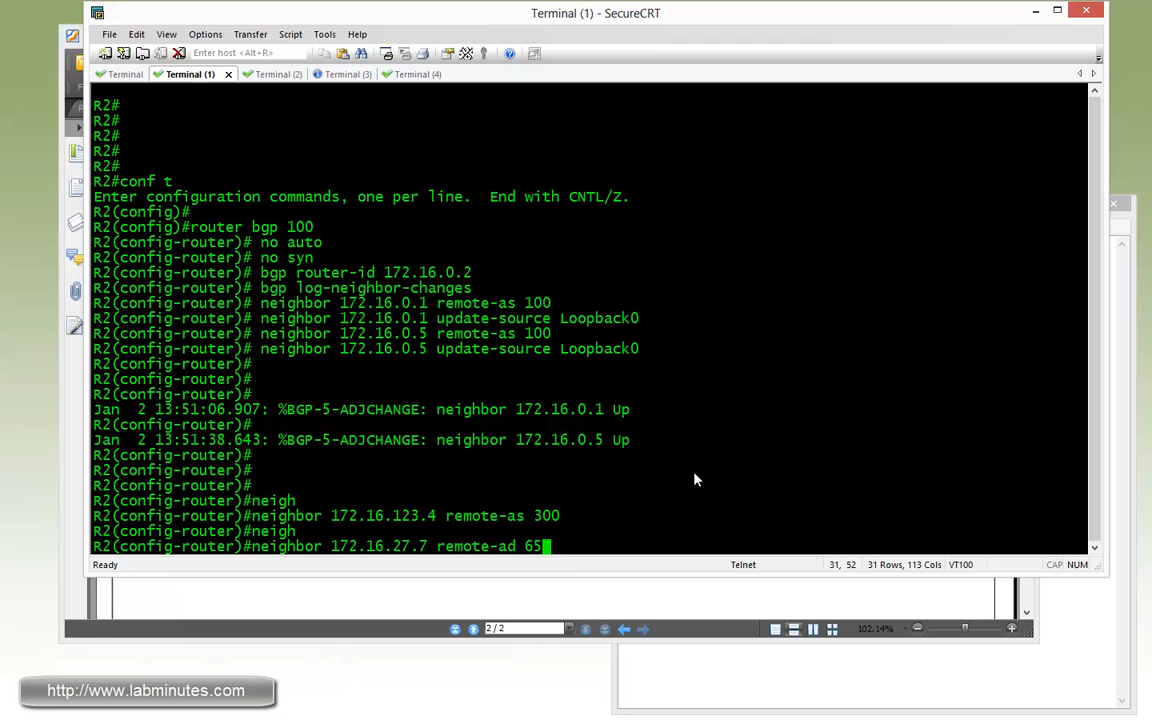 Terminal (1) - SecureCRT
File Edit View Options Transfer Script Tools Help
Enter host <Alt+R>
Terminal Terminal (1) Terminal (2) Terminal (3) Terminal (4)
R2#
R2#
R2#
R2#
R2#
R2#conf t
Enter configuration commands, one per line.  End with CNTL/Z.
R2(config)#
R2(config)#router bgp 100
R2(config-router)# no auto
R2(config-router)# no syn
R2(config-router)# bgp router-id 172.16.0.2
R2(config-router)# bgp log-neighbor-changes
R2(config-router)# neighbor 172.16.0.1 remote-as 100
R2(config-router)# neighbor 172.16.0.1 update-source Loopback0
R2(config-router)# neighbor 172.16.0.5 remote-as 100
R2(config-router)# neighbor 172.16.0.5 update-source Loopback0
R2(config-router)#
R2(config-router)#
R2(config-router)#
Jan  2 13:51:06.907: %BGP-5-ADJCHANGE: neighbor 172.16.0.1 Up
R2(config-router)#
Jan  2 13:51:38.643: %BGP-5-ADJCHANGE: neighbor 172.16.0.5 Up
R2(config-router)#
R2(config-router)#
R2(config-router)#
R2(config-router)#neigh
R2(config-router)#neighbor 172.16.123.4 remote-as 300
R2(config-router)#neigh
R2(config-router)#neighbor 172.16.27.7 remote-ad 65
Ready Telnet 31, 52 31 Rows, 113 Cols VT100 CAP NUM
2 / 2 102.14%
http://www.labminutes.com